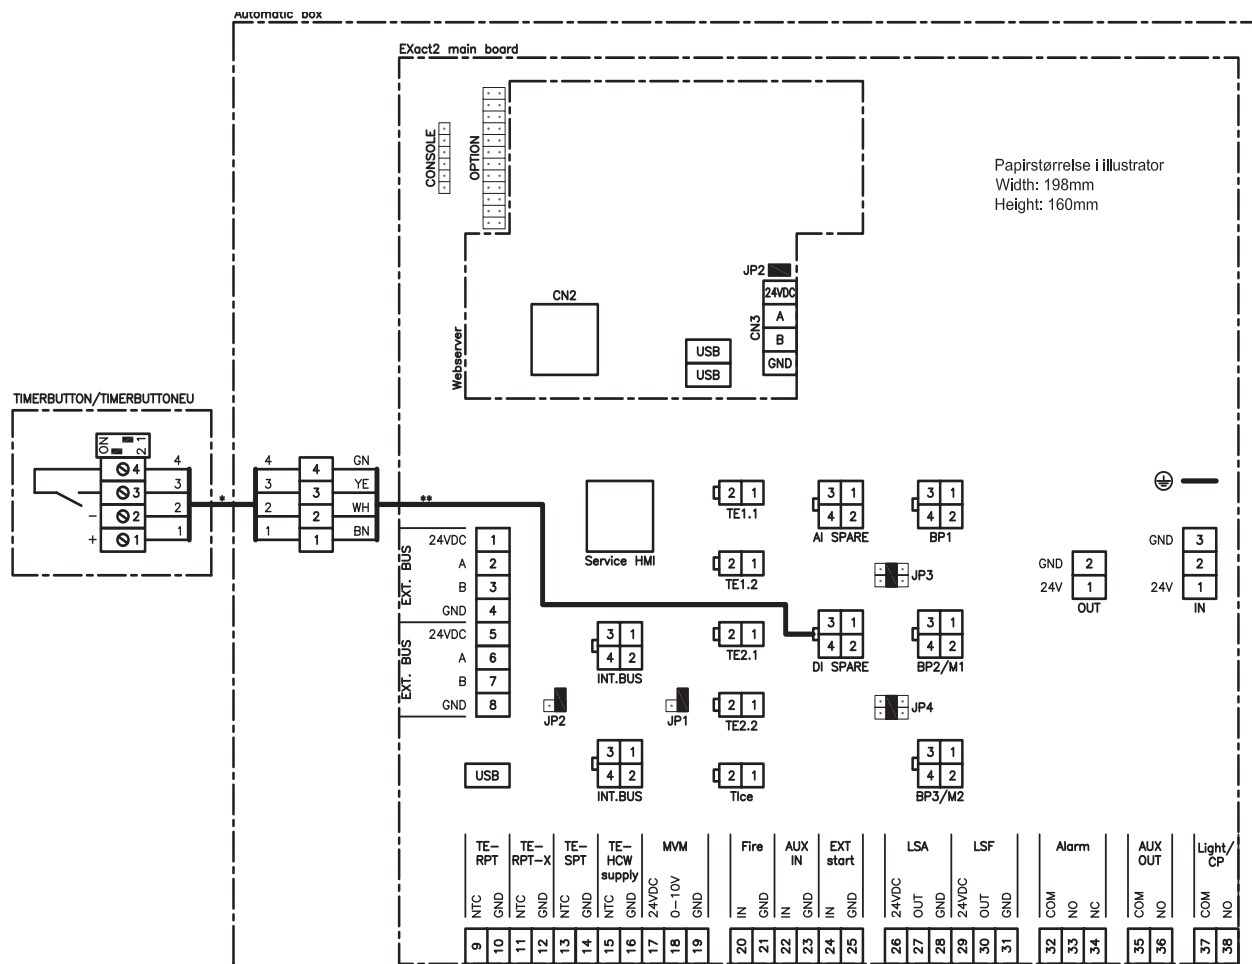 Automatic box
EXact2 main board
CONSOLE
OPTION
Papirstørrelse i illustrator
Width: 198mm
Height: 160mm
JP2
24VDC
A
B
GND
CN3
CN2
USB
USB
Webserver
TIMERBUTTON/TIMERBUTTONEU
ON
1
2
4
3
- 2
+ 1
4
3
2
1
*
4
3
2
1
4
3
2
1
GN
YE
WH
BN
**
EXT. BUS
24VDC 1
A 2
B 3
GND 4
EXT. BUS
24VDC 5
A 6
B 7
GND 8
Service HMI
2 1
TE1.1
2 1
TE1.2
2 1
TE2.1
2 1
TE2.2
2 1
TIce
3 1
4 2
AI SPARE
3 1
4 2
BP1
JP3
3 1
4 2
DI SPARE
3 1
4 2
BP2/M1
JP4
3 1
4 2
BP3/M2
3 1
4 2
INT.BUS
JP2
JP1
3 1
4 2
INT.BUS
USB
GND 2
24V 1
OUT
GND 3
2
24V 1
IN
TE-
RPT
NTC
GND
9
10
TE-
RPT-X
NTC
GND
11
12
TE-
SPT
NTC
GND
13
14
TE-
HCW
supply
NTC
GND
15
16
MVM
24VDC
0-10V
GND
17
18
19
Fire
IN
GND
20
21
AUX
IN
IN
GND
22
23
EXT
start
IN
GND
24
25
LSA
24VDC
OUT
GND
26
27
28
LSF
24VDC
OUT
GND
29
30
31
Alarm
COM
NO
NC
32
33
34
AUX
OUT
COM
NO
35
36
Light/
CP
COM
NO
37
38